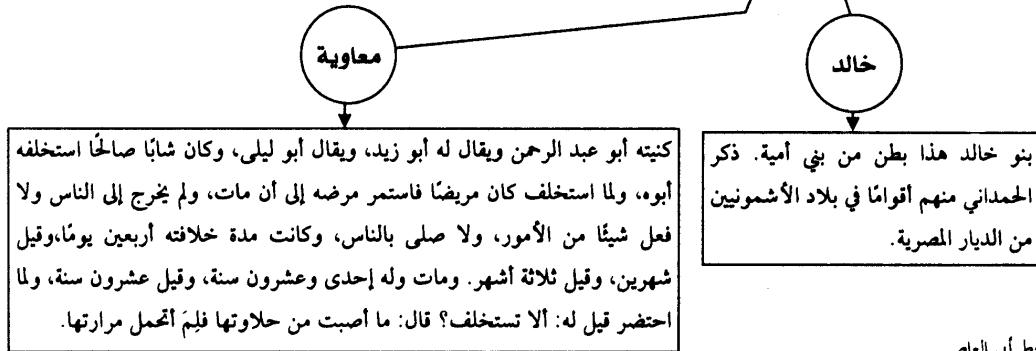 خالد
معاوية
بنو خالد هذا بطن من بني أمية. ذكر
الحمداني منهم أقوامًا في بلاد الأشمونيين
من الديار المصرية.
كنيته أبو عبد الرحمن ويقال له أبو زيد، ويقال أبو ليلى، وكان شابًا صالحًا استخلفه
أبوه، ولما استخلف كان مريضًا فاستمر مرضه إلى أن مات، ولم يخرج إلى الناس ولا
فعل شيئًا من الأمور، ولا صلى بالناس، وكانت مدة خلافته أربعين يومًا،وقيل
شهرين، وقيل ثلاثة أشهر. ومات وله إحدى وعشرون سنة، وقيل عشرون سنة، ولما
احتضر قيل له: ألا تستخلف؟ قال: ما أصبت من حلاوتها فلِمَ أتحمل مرارتها.